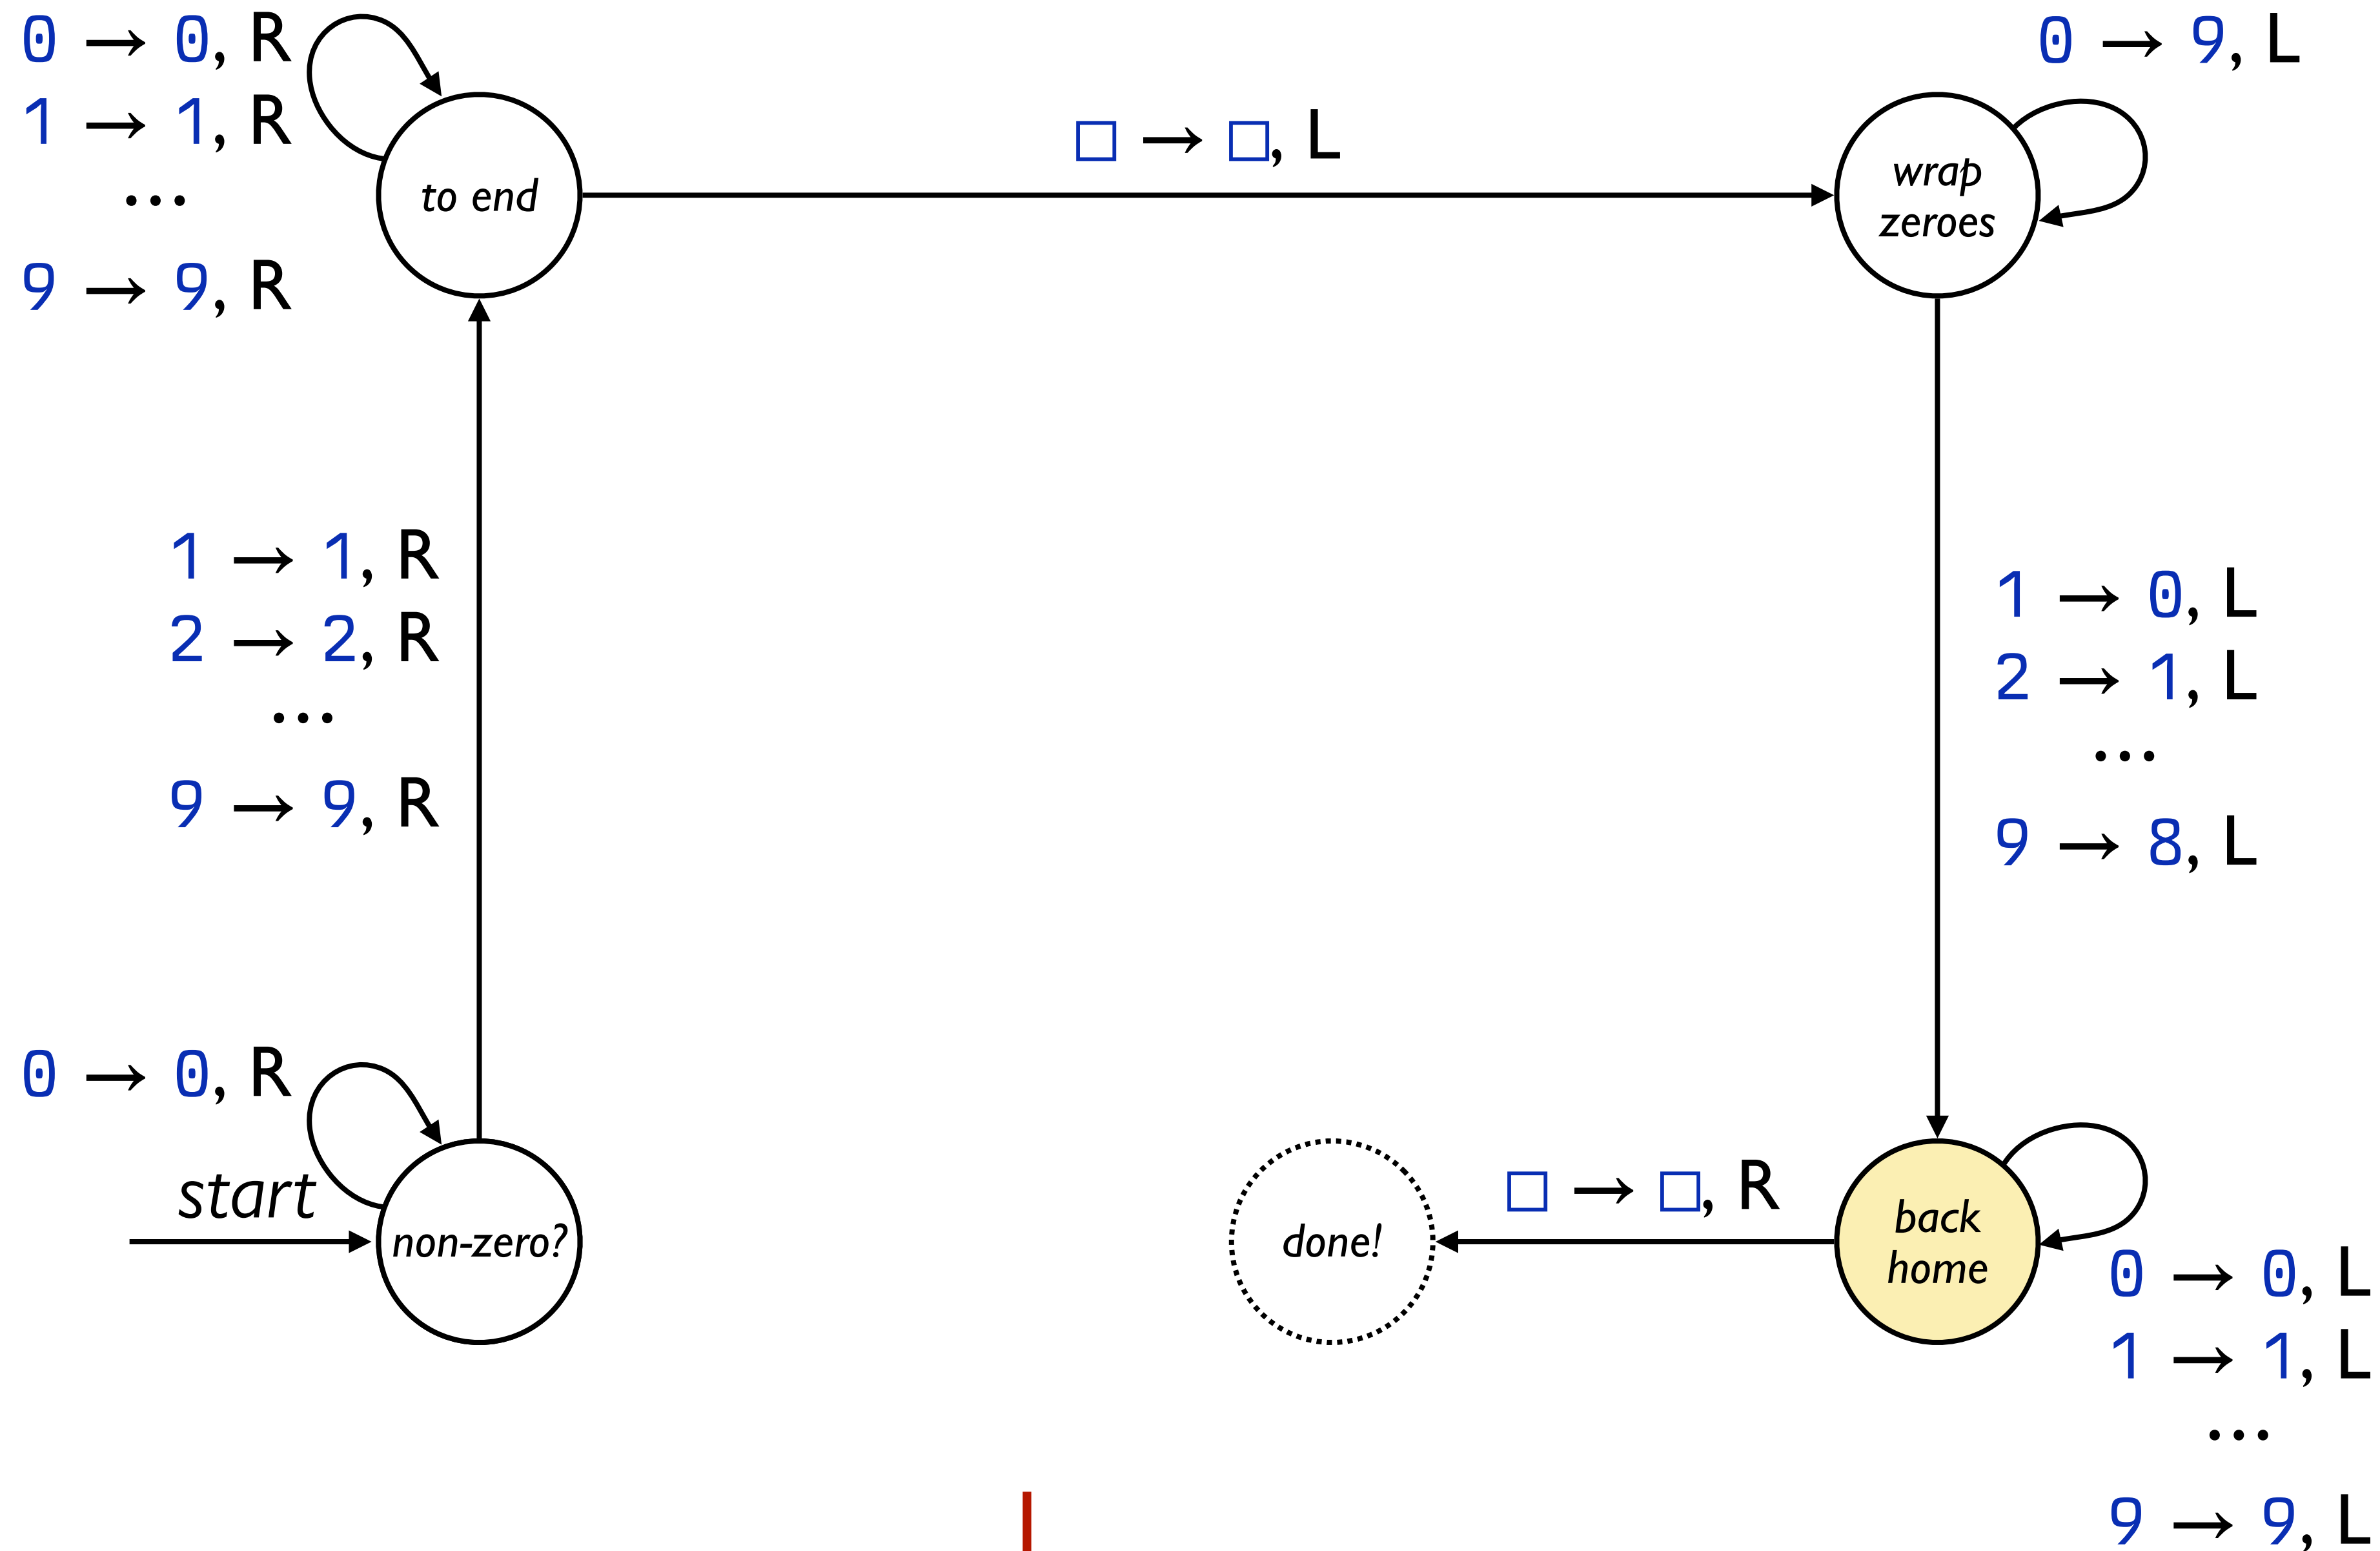 0 → 0, R
1 → 1, R
...
9 → 9, R
to end
□ → □, L
0 → 9, L
wrap
zeroes
1 → 1, R
2 → 2, R
...
9 → 9, R
1 → 0, L
2 → 1, L
...
9 → 8, L
0 → 0, R
start
non-zero?
done!
□ → □, R
back
home
0 → 0, L
1 → 1, L
...
9 → 9, L